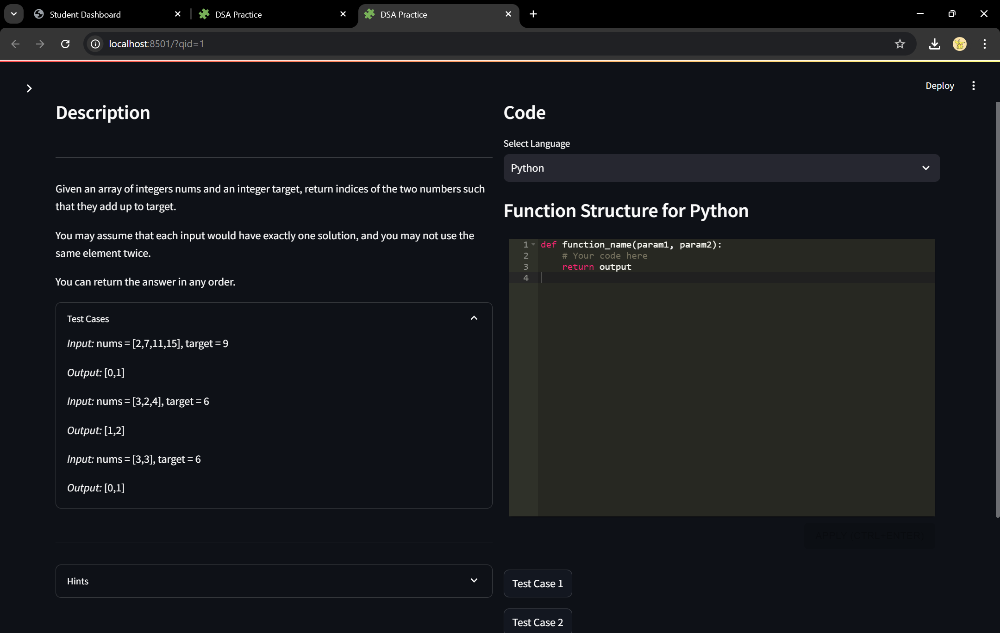 Student Dashboard
DSA Practice
DSA Practice
localhost:8501/?qid=1
Deploy
Description
Given an array of integers nums and an integer target, return indices of the two numbers such
that they add up to target.
You may assume that each input would have exactly one solution, and you may not use the
same element twice.
You can return the answer in any order.
Test Cases
Input: nums = [2,7,11,15], target = 9
Output: [0,1]
Input: nums = [3,2,4], target = 6
Output: [1,2]
Input: nums = [3,3], target = 6
Output: [0,1]
Hints
Code
Select Language
Python
Function Structure for Python
1 def function_name(param1, param2):
2 # Your code here
3 return output
4
APPLY (CTRL+ENTER)
Test Case 1
Test Case 2